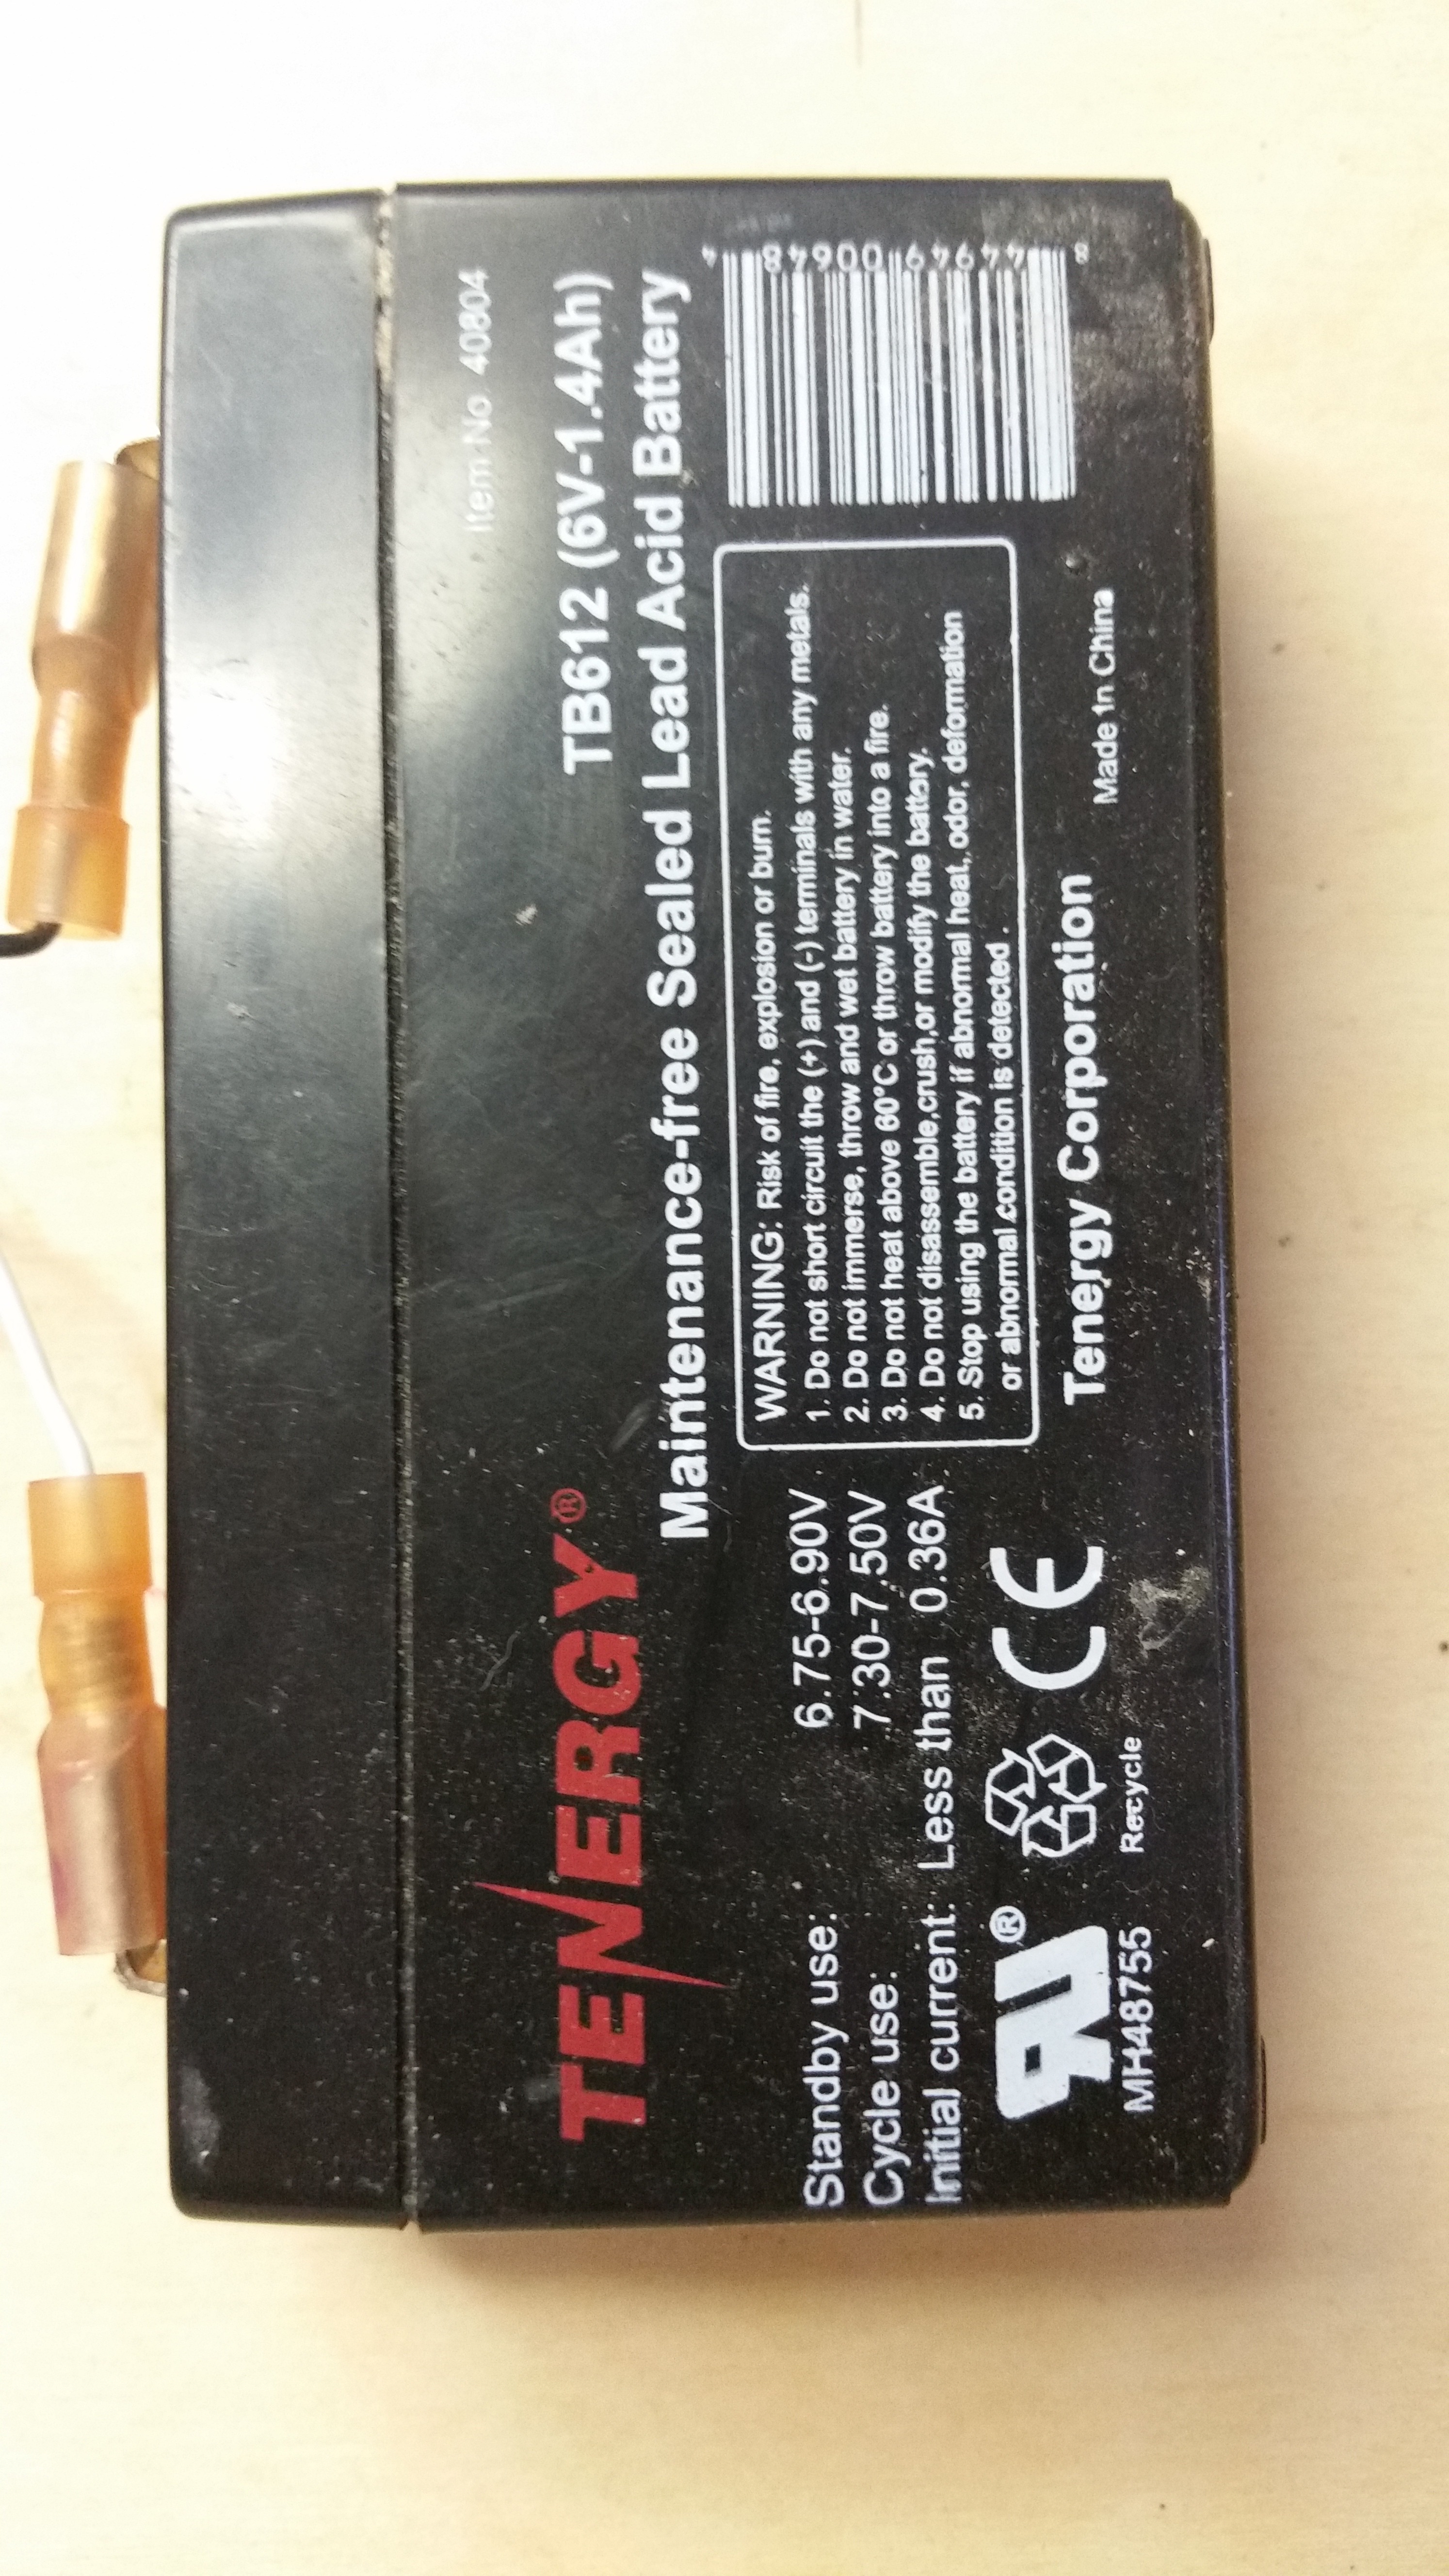 Item No. 40804
TENERGY®
TB612 (6V-1.4Ah)
Maintenance-free Sealed Lead Acid Battery
Standby use: 6.75-6.90V
Cycle use: 7.30-7.50V
Initial current: Less than 0.36A
WARNING: Risk of fire, explosion or burn.
1. Do not short circuit the (+) and (-) terminals with any metals.
2. Do not immerse, throw and wet battery in water.
3. Do not heat above 60°C or throw battery into a fire.
4. Do not disassemble,crush,or modify the battery.
5. Stop using the battery if abnormal heat, odor, deformation
or abnormal condition is detected .
8 44949 00648 4
®
CE
MH48755
Recycle
Tenergy Corporation
Made in China